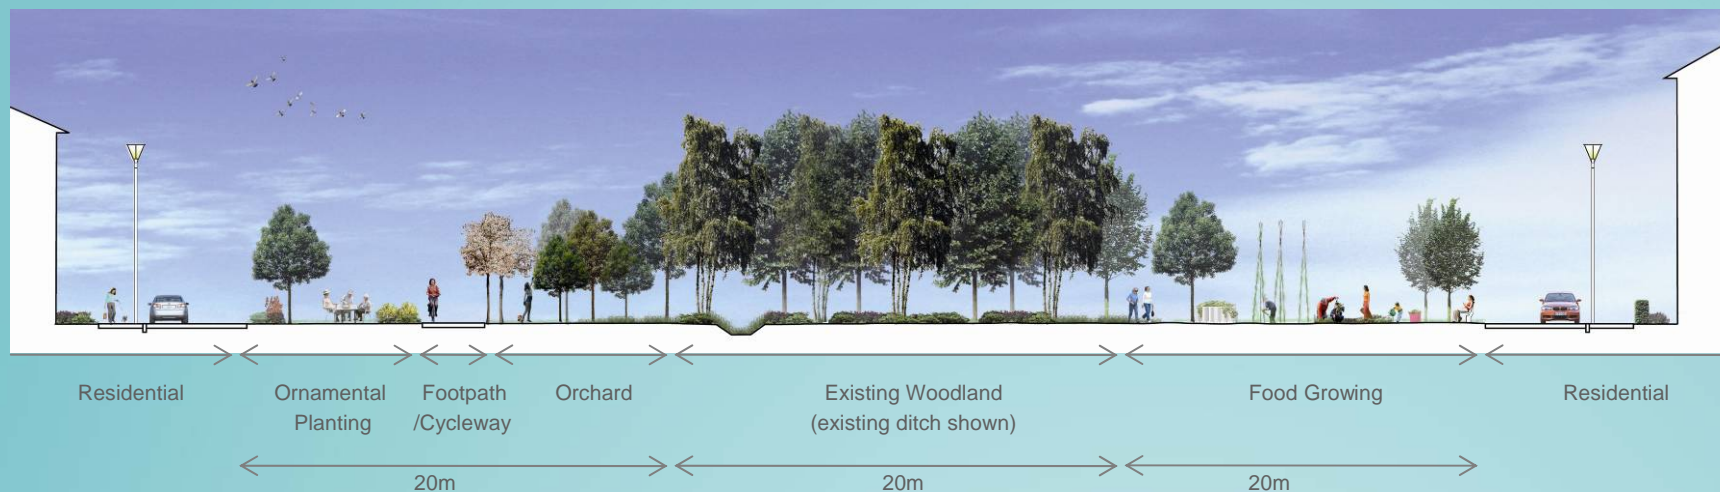 Residential
Ornamental
Planting
Footpath
/Cycleway
Orchard
Existing Woodland
(existing ditch shown)
Food Growing
Residential
20m
20m
20m